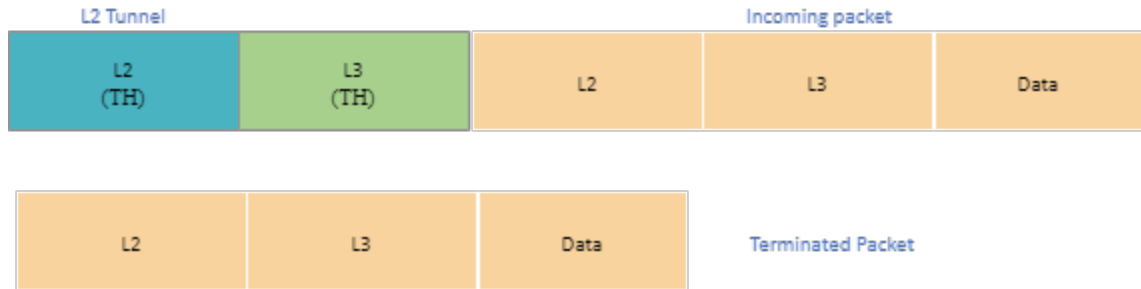 L2 Tunnel
Incoming packet
L2
(TH)
L3
(TH)
L2
L3
Data
L2
L3
Data
Terminated Packet